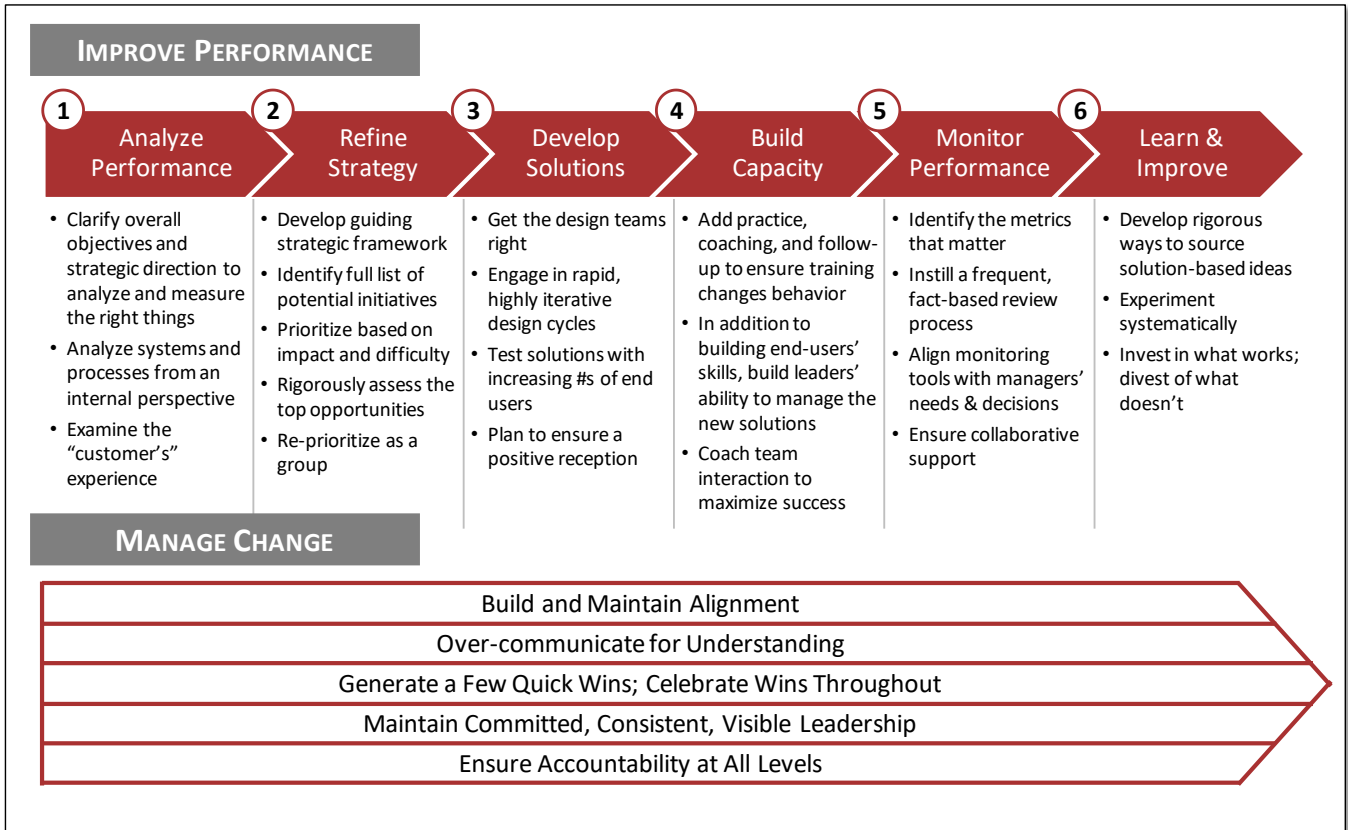 IMPROVE PERFORMANCE
1
Analyze
Performance
• Clarify overall
objectives and
strategic direction to
analyze and measure
the right things
• Analyze systems and
processes from an
internal perspective
• Examine the
“customer’s”
experience
2
Refine
Strategy
• Develop guiding
strategic framework
• Identify full list of
potential initiatives
• Prioritize based on
impact and difficulty
• Rigorously assess the
top opportunities
• Re-prioritize as a
group
3
Develop
Solutions
• Get the design teams
right
• Engage in rapid,
highly iterative
design cycles
• Test solutions with
increasing #s of end
users
• Plan to ensure a
positive reception
4
Build
Capacity
• Add practice,
coaching, and follow-
up to ensure training
changes behavior
• In addition to
building end-users’
skills, build leaders’
ability to manage the
new solutions
• Coach team
interaction to
maximize success
5
Monitor
Performance
• Identify the metrics
that matter
• Instill a frequent,
fact-based review
process
• Align monitoring
tools with managers’
needs & decisions
• Ensure collaborative
support
6
Learn &
Improve
• Develop rigorous
ways to source
solution-based ideas
• Experiment
systematically
• Invest in what works;
divest of what
doesn’t
MANAGE CHANGE
Build and Maintain Alignment
Over-communicate for Understanding
Generate a Few Quick Wins; Celebrate Wins Throughout
Maintain Committed, Consistent, Visible Leadership
Ensure Accountability at All Levels